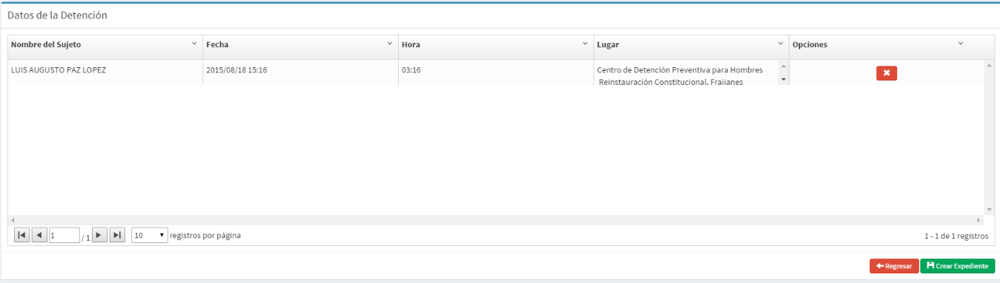 Datos de la Detención
Nombre del Sujeto Fecha Hora Lugar Opciones
LUIS AUGUSTO PAZ LOPEZ 2015/08/18 15:16 03:16 Centro de Detención Preventiva para Hombres
Reinstauración Constitucional, Fraijanes
1 / 1 10 registros por página 1 - 1 de 1 registros
Regresar Crear Expediente